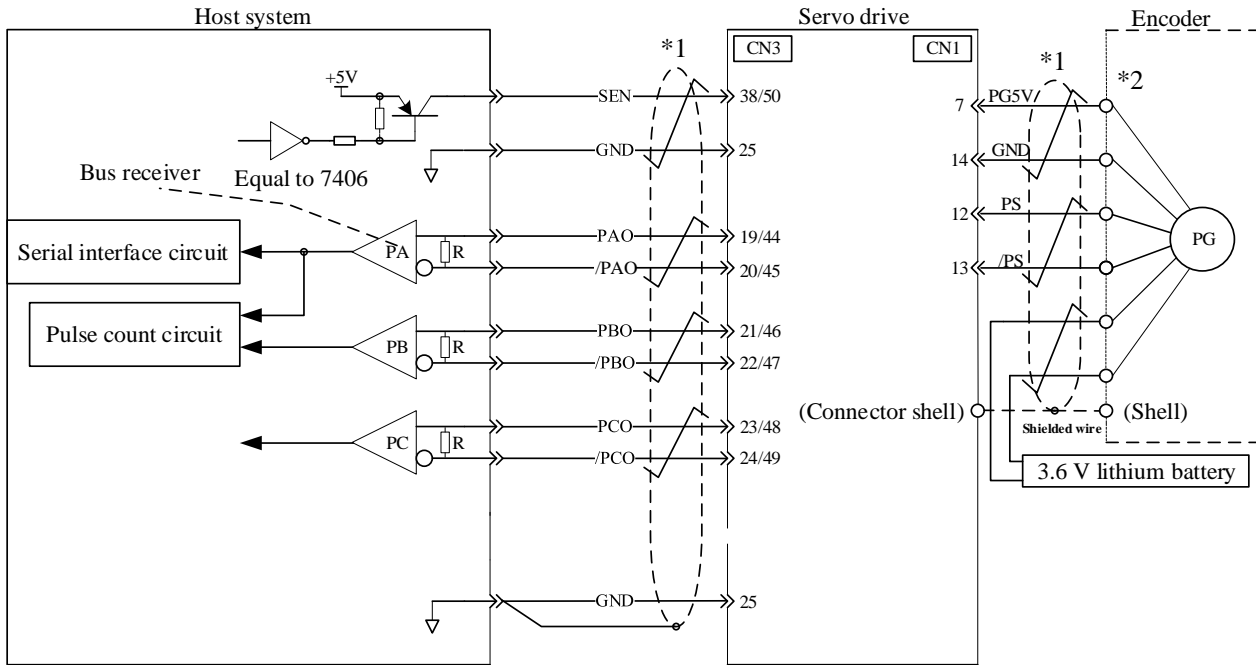 Host system
Servo drive
Encoder
CN3
CN1
*1
*1
*2
+5V
SEN
38/50
7
PG5V
GND
25
14
GND
Equal to 7406
Bus receiver
PS
12
PG
Serial interface circuit
PA
R
PAO
19/44
/PAO
20/45
13
/PS
Pulse count circuit
PB
R
PBO
21/46
/PBO
22/47
PC
R
PCO
23/48
/PCO
24/49
(Connector shell)
Shielded wire
(Shell)
3.6 V lithium battery
GND
25